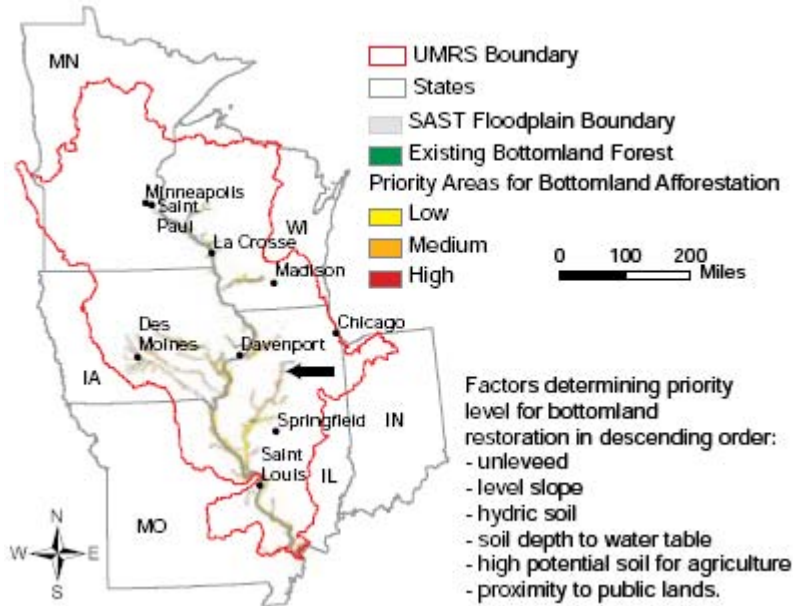 MN
Minneapolis
Saint
Paul
La Crosse
WI
Madison
Des
Moines
Davenport
Chicago
IA
Springfield
Saint
Louis
IL
IN
MO
N
W E
S
UMRS Boundary
States
SAST Floodplain Boundary
Existing Bottomland Forest
Priority Areas for Bottomland Afforestation
Low
Medium
High
0 100 200
Miles
Factors determining priority
level for bottomland
restoration in descending order:
- unleveed
- level slope
- hydric soil
- soil depth to water table
- high potential soil for agriculture
- proximity to public lands.